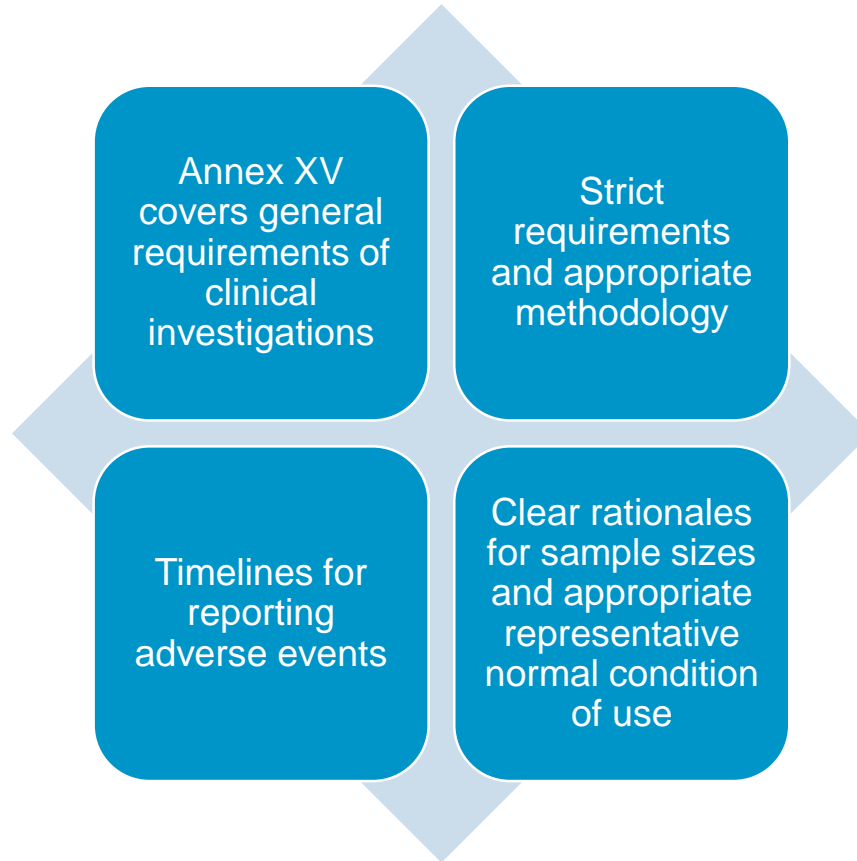 Annex XV
covers general
requirements of
clinical
investigations
Strict
requirements
and appropriate
methodology
Timelines for
reporting
adverse events
Clear rationales
for sample sizes
and appropriate
representative
normal condition
of use